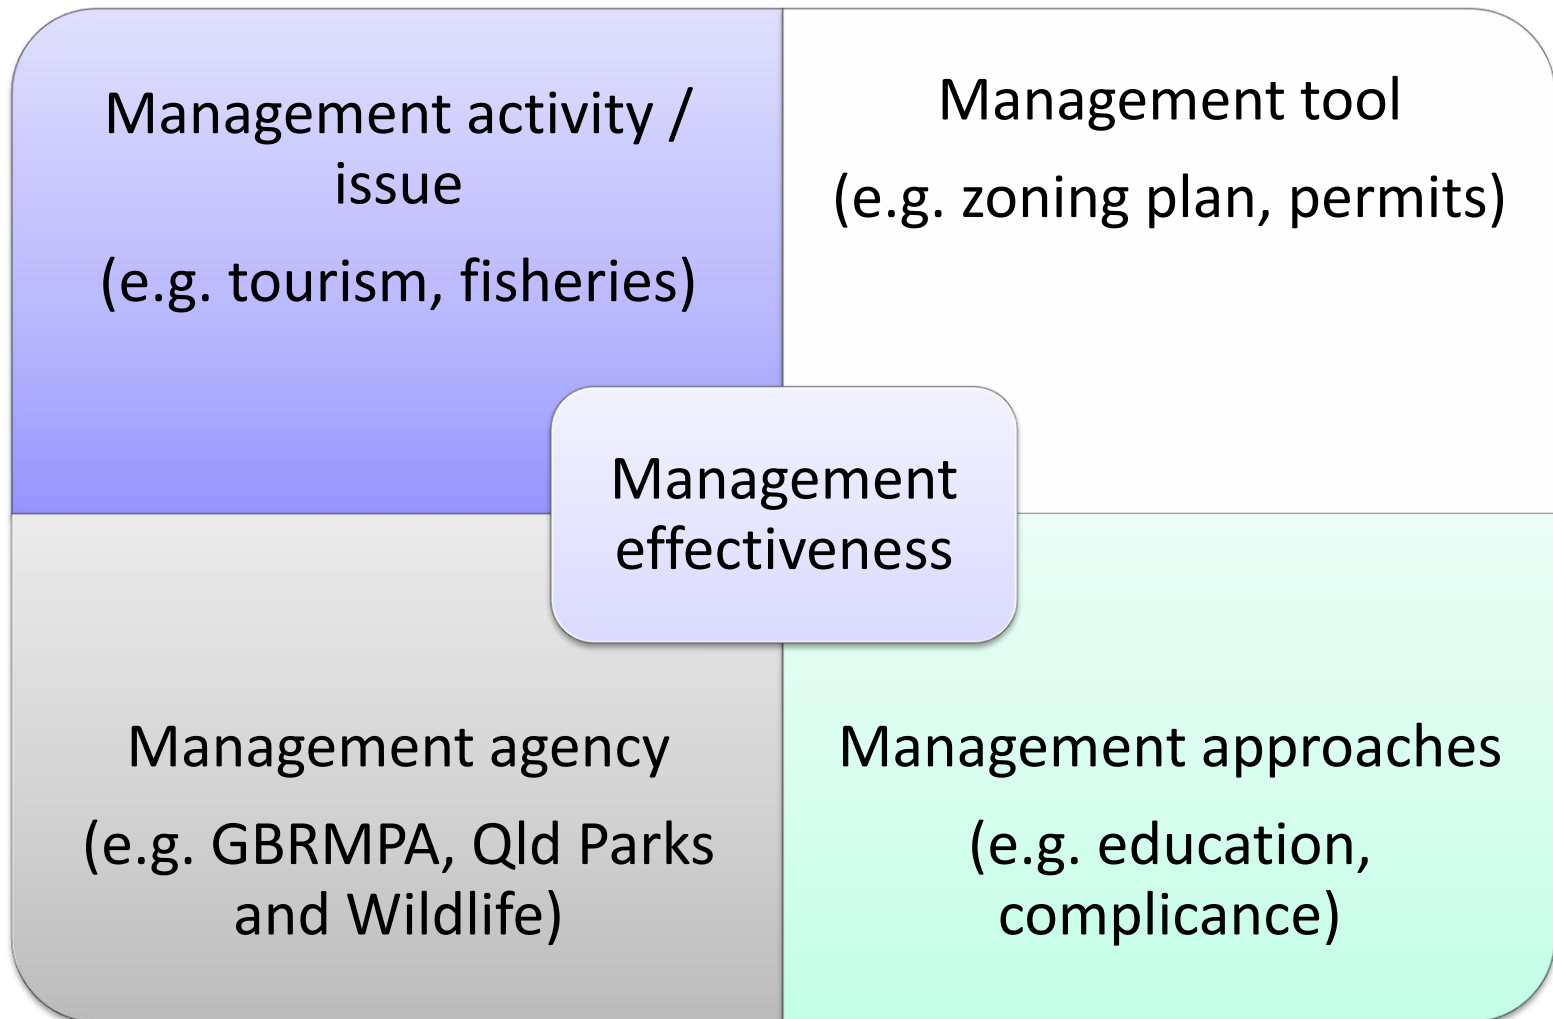 Management activity /
issue
(e.g. tourism, fisheries)
Management tool
(e.g. zoning plan, permits)
Management
effectiveness
Management agency
(e.g. GBRMPA, Qld Parks
and Wildlife)
Management approaches
(e.g. education,
complicance)